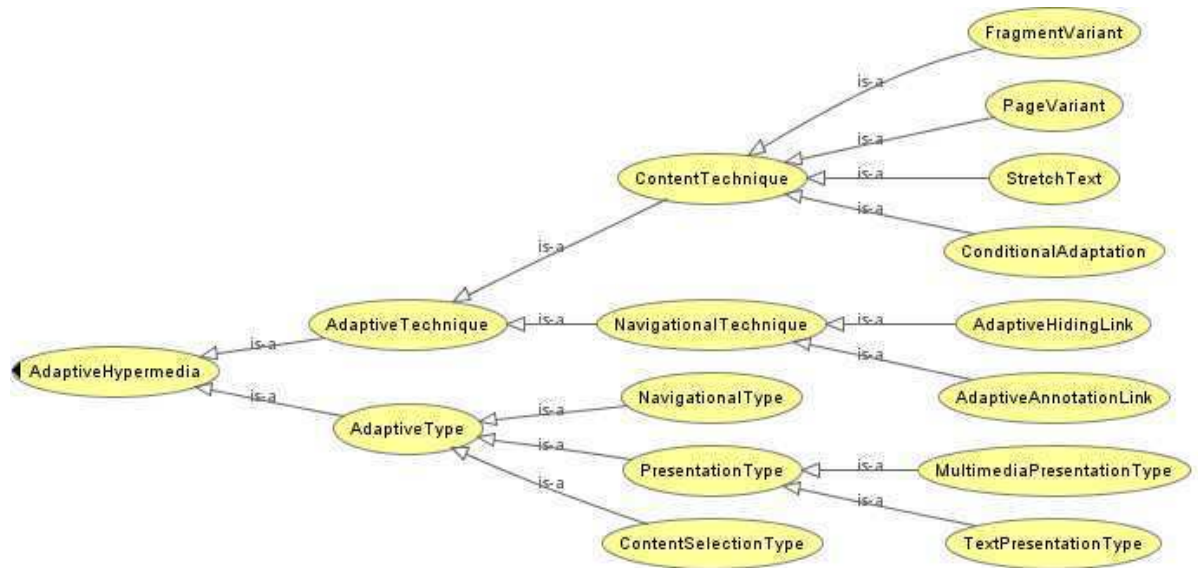 FragmentVariant
is-a
PageVariant
is-a
ContentTechnique
is-a
StretchText
is-a
ConditionalAdaptation
is-a
AdaptiveTechnique
is-a
NavigationalTechnique
is-a
AdaptiveHidingLink
is-a
AdaptiveHypermedia
is-a
AdaptiveAnnotationLink
is-a
NavigationalType
is-a
AdaptiveType
is-a
PresentationType
is-a
MultimediaPresentationType
is-a
is-a
ContentSelectionType
TextPresentationType